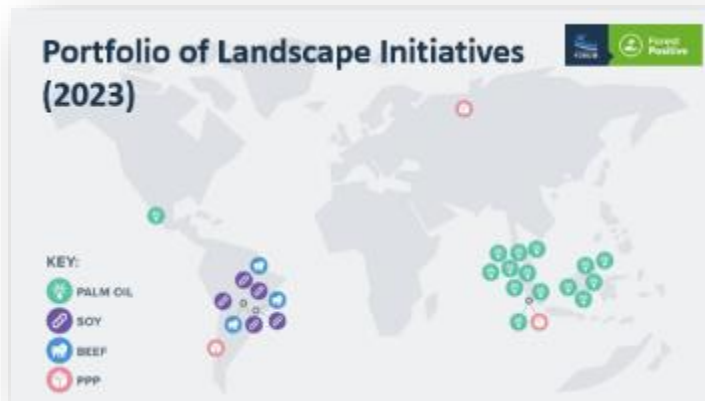 Portfolio of Landscape Initiatives
(2023)
Forest
Positive
KEY:
PALM OIL
SOY
BEEF
PPP